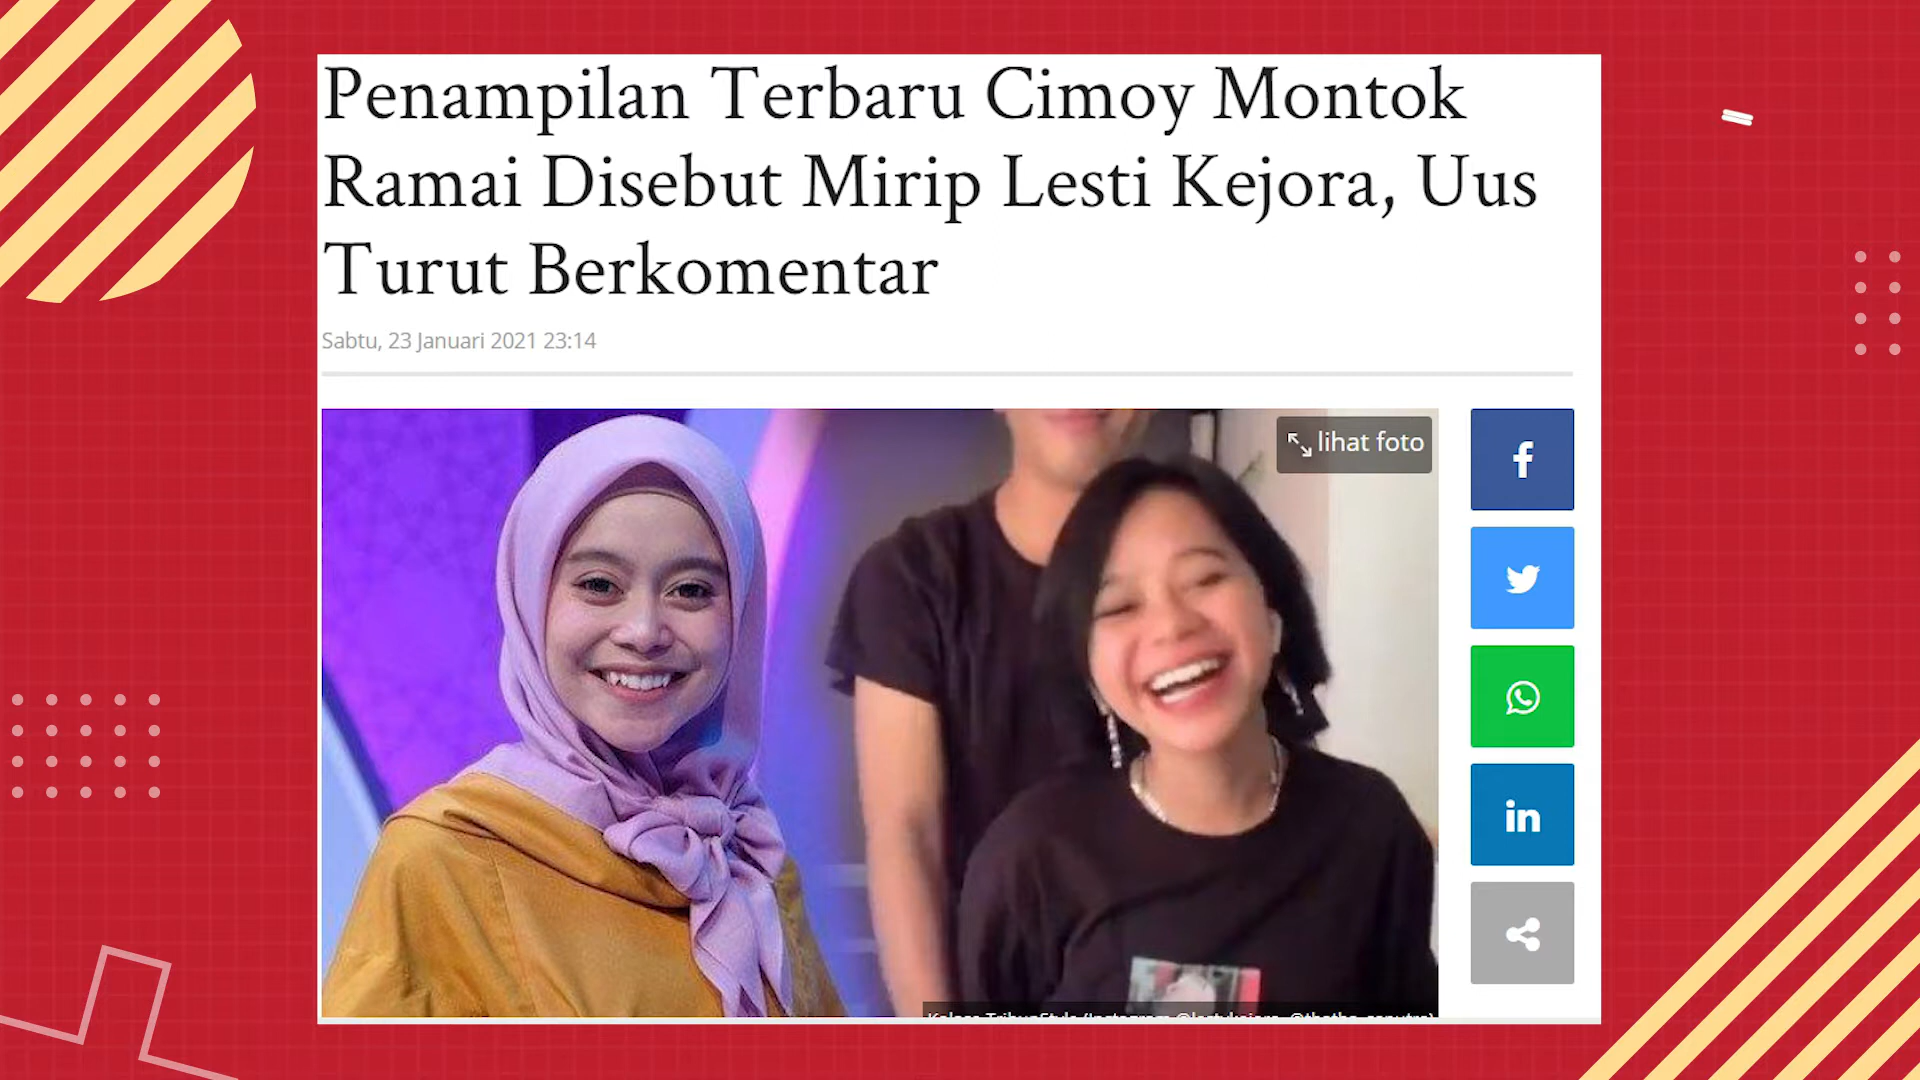 Penampilan Terbaru Cimoy Montok
Ramai Disebut Mirip Lesti Kejora, Uus
Turut Berkomentar
Sabtu, 23 Januari 2021 23:14
lihat foto